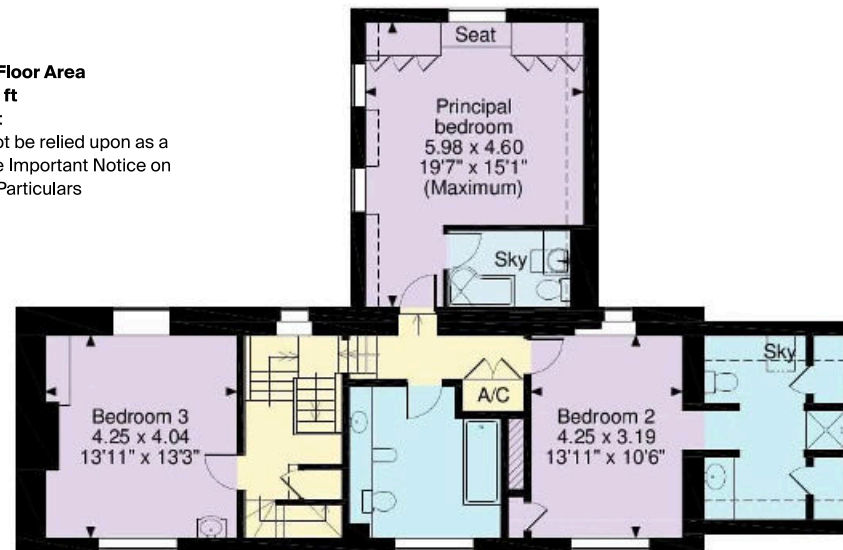 Floor Area
ft
:
ot be relied upon as a
e Important Notice on
Particulars
Seat
Principal
bedroom
5.98 x 4.60
19'7" x 15'1"
(Maximum)
Sky
Bedroom 3
4.25 x 4.04
13'11" x 13'3"
A/C
Bedroom 2
4.25 x 3.19
13'11" x 10'6"
Sky